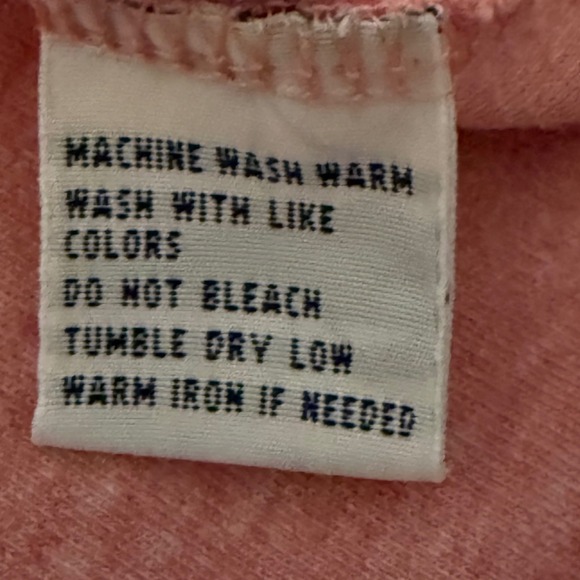 MACHINE WASH WARM
WASH WITH LIKE
COLORS
DO NOT BLEACH
TUMBLE DRY LOW
WARM IRON IF NEEDED